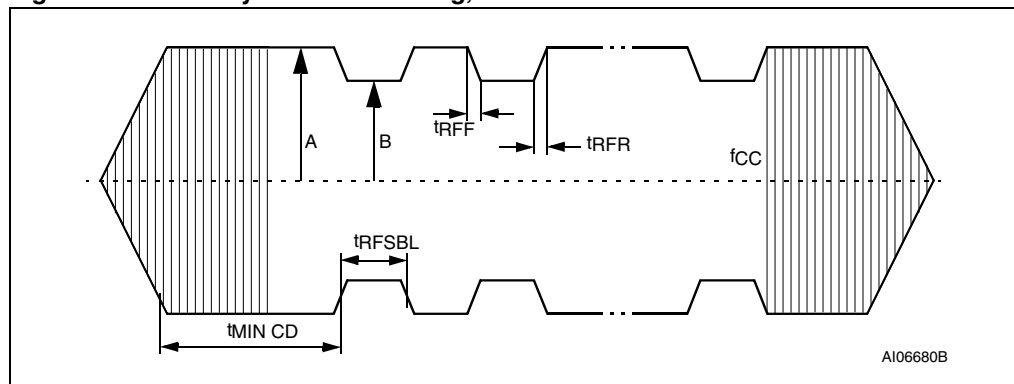 A
B
tRFF
tRFR
fCC
tRFSBL
tMIN CD
AI06680B